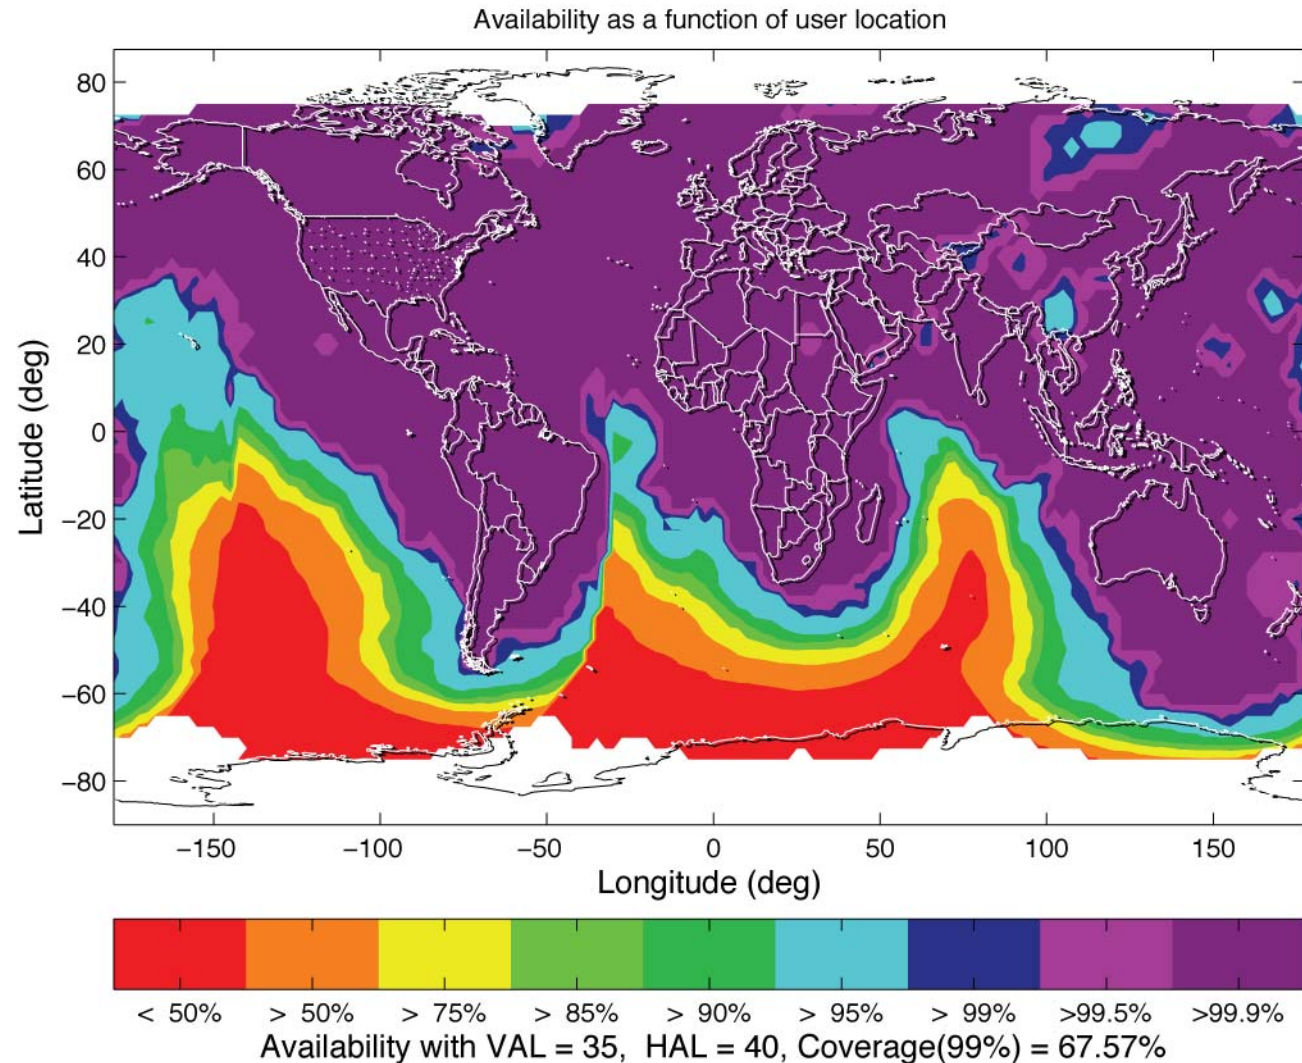 Availability as a function of user location
80
60
40
20
0
−20
−40
−60
−80
Latitude (deg)
−150 −100 −50 0 50 100 150
Longitude (deg)
< 50% > 50% > 75% > 85% > 90% > 95% > 99% >99.5% >99.9%
Availability with VAL = 35, HAL = 40, Coverage(99%) = 67.57%